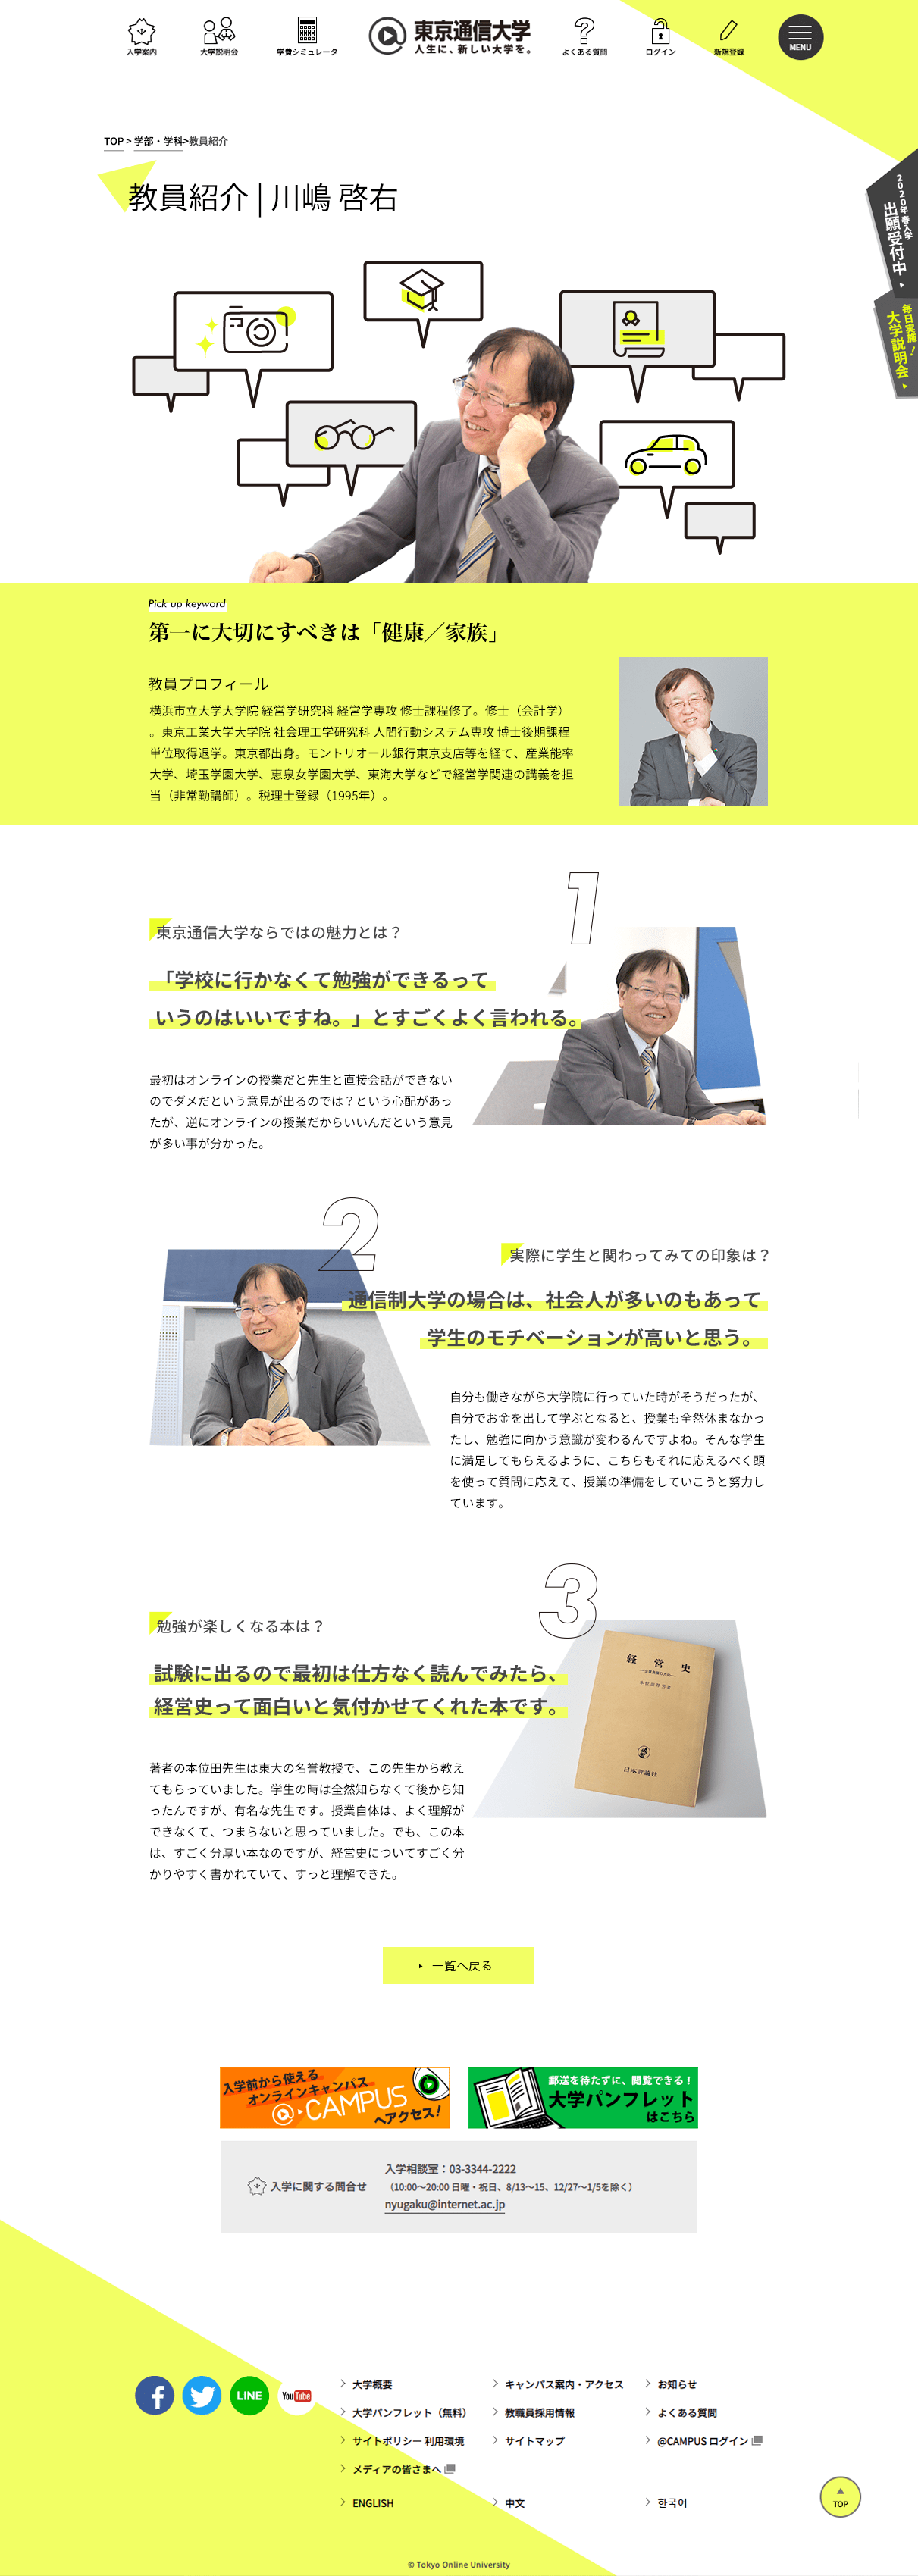 入学案内
大学説明会
学費シミュレータ
東京通信大学
人生に、新しい大学を。
よくある質問
ログイン
新規登録
MENU
TOP > 学部・学科>教員紹介
教員紹介 | 川嶋 啓右
2020年 春入学
出願受付中
毎日実施!
大学説明会
Pick up keyword
第一に大切にすべきは「健康／家族」
教員プロフィール
横浜市立大学大学院 経営学研究科 経営学専攻 修士課程修了。修士（会計学）
。東京工業大学大学院 社会理工学研究科 人間行動システム専攻 博士後期課程
単位取得退学。東京都出身。モントリオール銀行東京支店等を経て、産業能率
大学、埼玉学園大学、恵泉女学園大学、東海大学などで経営学関連の講義を担
当（非常勤講師）。税理士登録（1995年）。
1
東京通信大学ならではの魅力とは？
「学校に行かなくて勉強ができるって
いうのはいいですね。」とすごくよく言われる。
最初はオンラインの授業だと先生と直接会話ができない
のでダメだという意見が出るのでは？という心配があっ
たが、逆にオンラインの授業だからいいんだという意見
が多い事が分かった。
2
実際に学生と関わってみての印象は？
通信制大学の場合は、社会人が多いのもあって
学生のモチベーションが高いと思う。
自分も働きながら大学院に行っていた時がそうだったが、
自分でお金を出して学ぶとなると、授業も全然休まなかっ
たし、勉強に向かう意識が変わるんですよね。そんな学生
に満足してもらえるように、こちらもそれに応えるべく頭
を使って質問に応えて、授業の準備をしていこうと努力し
ています。
3
勉強が楽しくなる本は？
試験に出るので最初は仕方なく読んでみたら、
経営史って面白いと気付かせてくれた本です。
経営史
日本評論社
著者の本位田先生は東大の名誉教授で、この先生から教え
てもらっていました。学生の時は全然知らなくて後から知
ったんですが、有名な先生です。授業自体は、よく理解が
できなくて、つまらないと思っていました。でも、この本
は、すごく分厚い本なのですが、経営史についてすごく分
かりやすく書かれていて、すっと理解できた。
一覧へ戻る
入学前から使える
オンラインキャンパス
CAMPUS
へアクセス!
郵送を待たずに、閲覧できる！
大学パンフレット
はこちら
入学に関する問合せ
入学相談室：03-3344-2222
（10:00〜20:00 日曜・祝日、8/13〜15、12/27〜1/5を除く）
nyugaku@internet.ac.jp
LINE
YouTube
大学概要
キャンパス案内・アクセス
お知らせ
大学パンフレット（無料）
教職員採用情報
よくある質問
サイトポリシー 利用環境
サイトマップ
@CAMPUS ログイン
メディアの皆さまへ
ENGLISH
中文
한국어
TOP
© Tokyo Online University